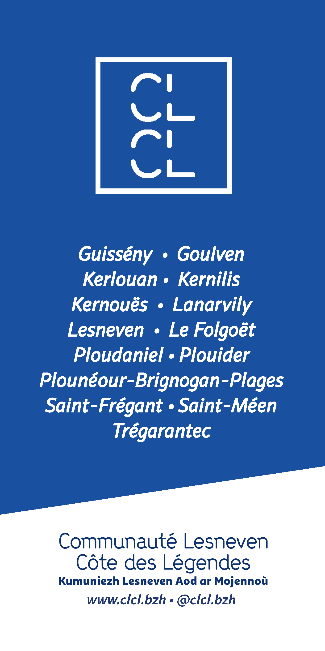 CL
CL
Guissény • Goulven
Kerlouan • Kernilis
Kernouës • Lanarvily
Lesneven • Le Folgoët
Ploudaniel • Plouider
Plounéour-Brignogan-Plages
Saint-Frégant • Saint-Méen
Trégarantec
Communauté Lesneven
Côte des Légendes
Kumuniezh Lesneven Aod ar Mojennoù
www.clcl.bzh • @clcl.bzh